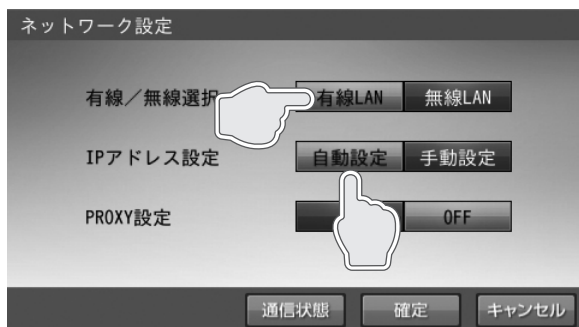 ネットワーク設定
有線／無線選択 有線LAN 無線LAN
IPアドレス設定 自動設定 手動設定
PROXY設定 OFF
通信状態 確定 キャンセル